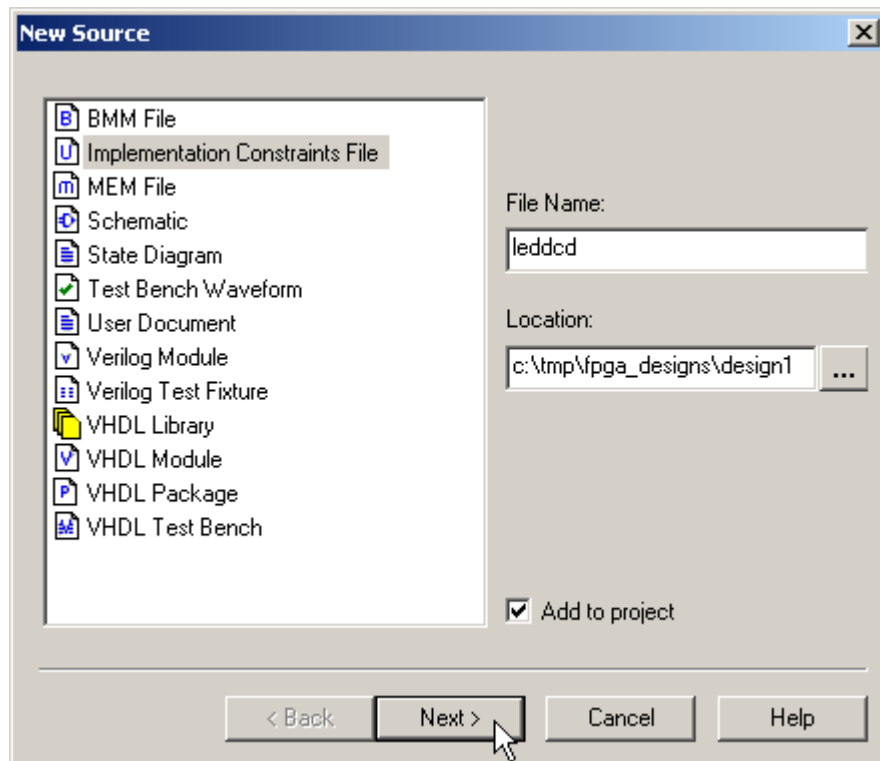 New Source
BMM File
Implementation Constraints File
MEM File
Schematic
State Diagram
Test Bench Waveform
User Document
Verilog Module
Verilog Test Fixture
VHDL Library
VHDL Module
VHDL Package
VHDL Test Bench
File Name:
leddcd
Location:
c:\tmp\fpga_designs\design1
...
Add to project
< Back
Next >
Cancel
Help